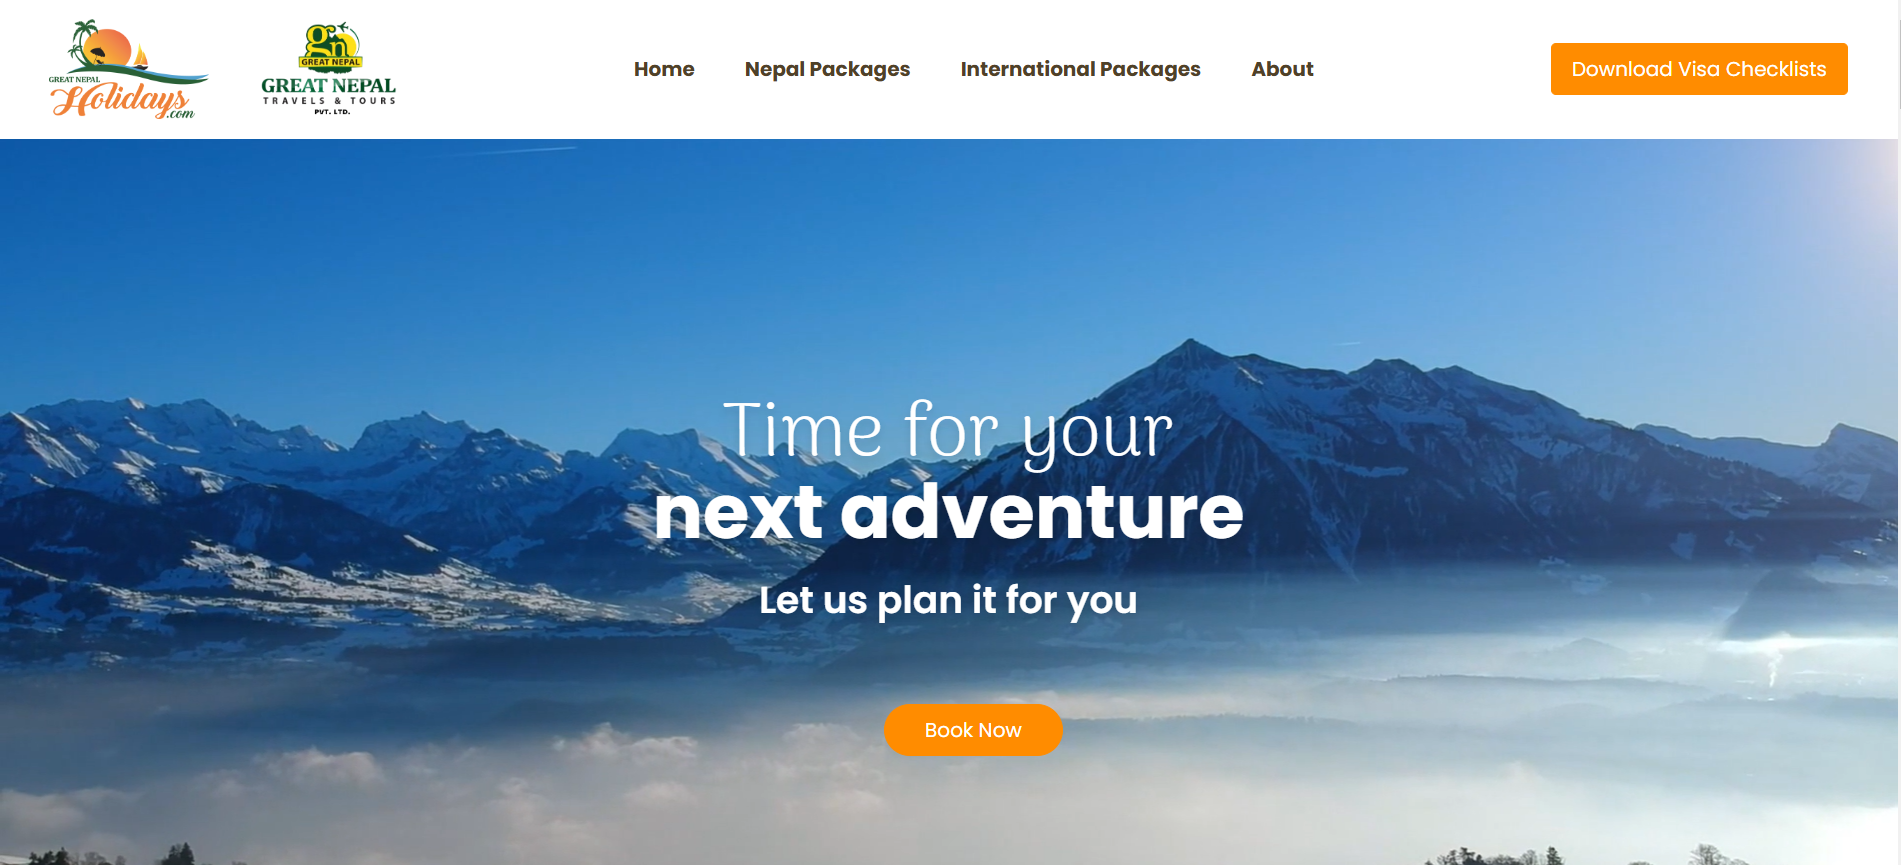 GREAT NEPAL
Holidays
.com
gn
GREAT NEPAL
GREAT NEPAL
TRAVELS & TOURS
PVT. LTD.
Home
Nepal Packages
International Packages
About
Download Visa Checklists
Time for your
next adventure
Let us plan it for you
Book Now